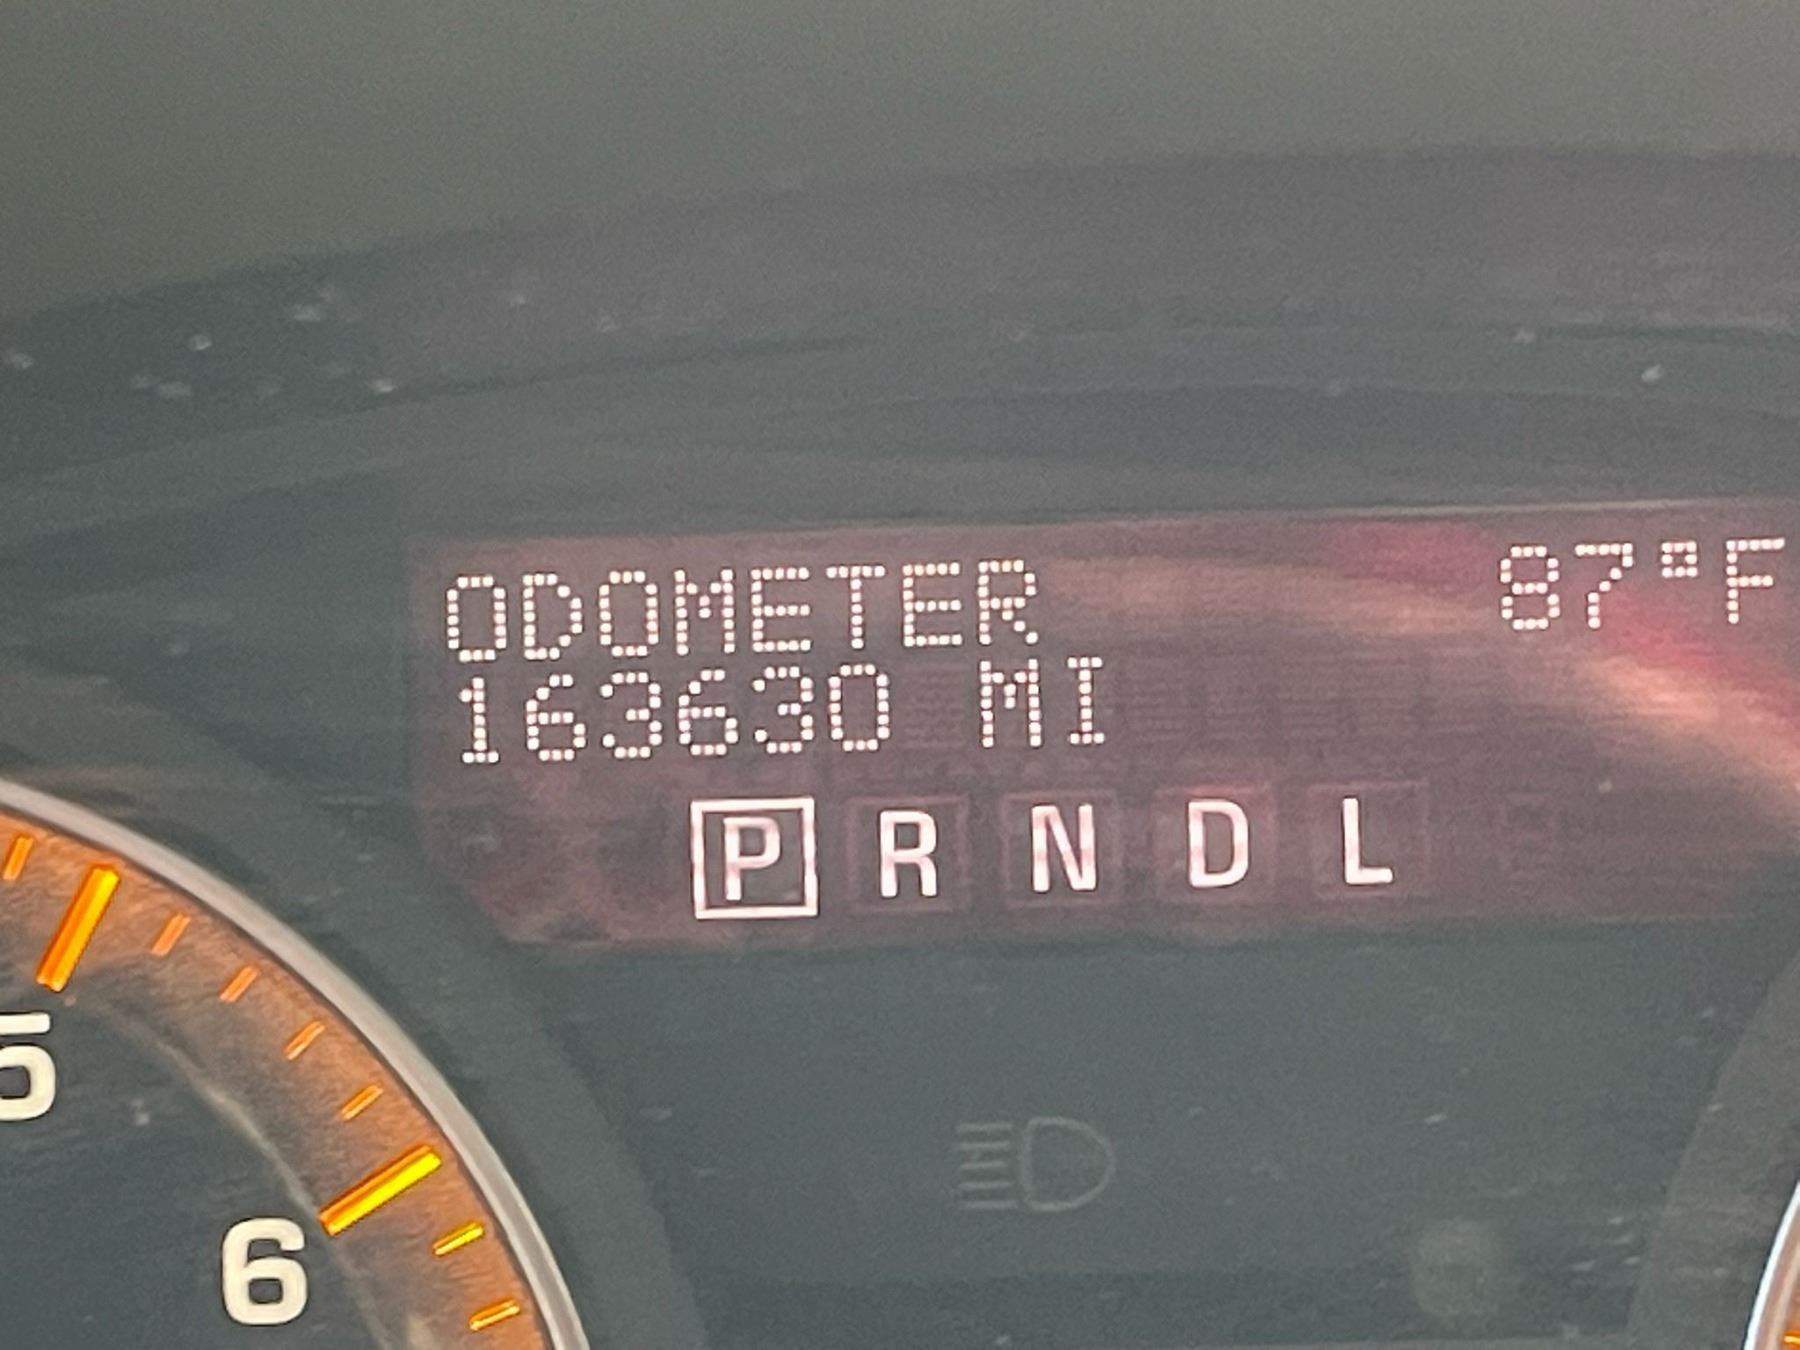 ODOMETER 87°F
163630 MI
P R N D L
5
6